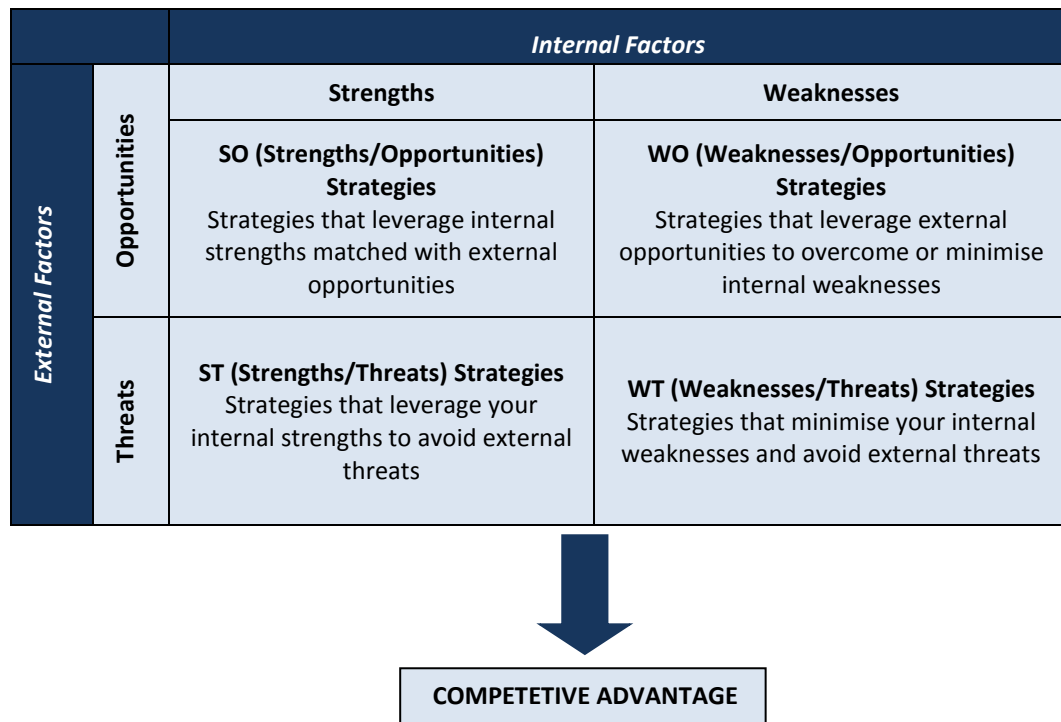 Internal Factors
External Factors
Opportunities
Strengths
Weaknesses
SO (Strengths/Opportunities)
Strategies
Strategies that leverage internal
strengths matched with external
opportunities
WO (Weaknesses/Opportunities)
Strategies
Strategies that leverage external
opportunities to overcome or minimise
internal weaknesses
Threats
ST (Strengths/Threats) Strategies
Strategies that leverage your
internal strengths to avoid external
threats
WT (Weaknesses/Threats) Strategies
Strategies that minimise your internal
weaknesses and avoid external threats
COMPETETIVE ADVANTAGE